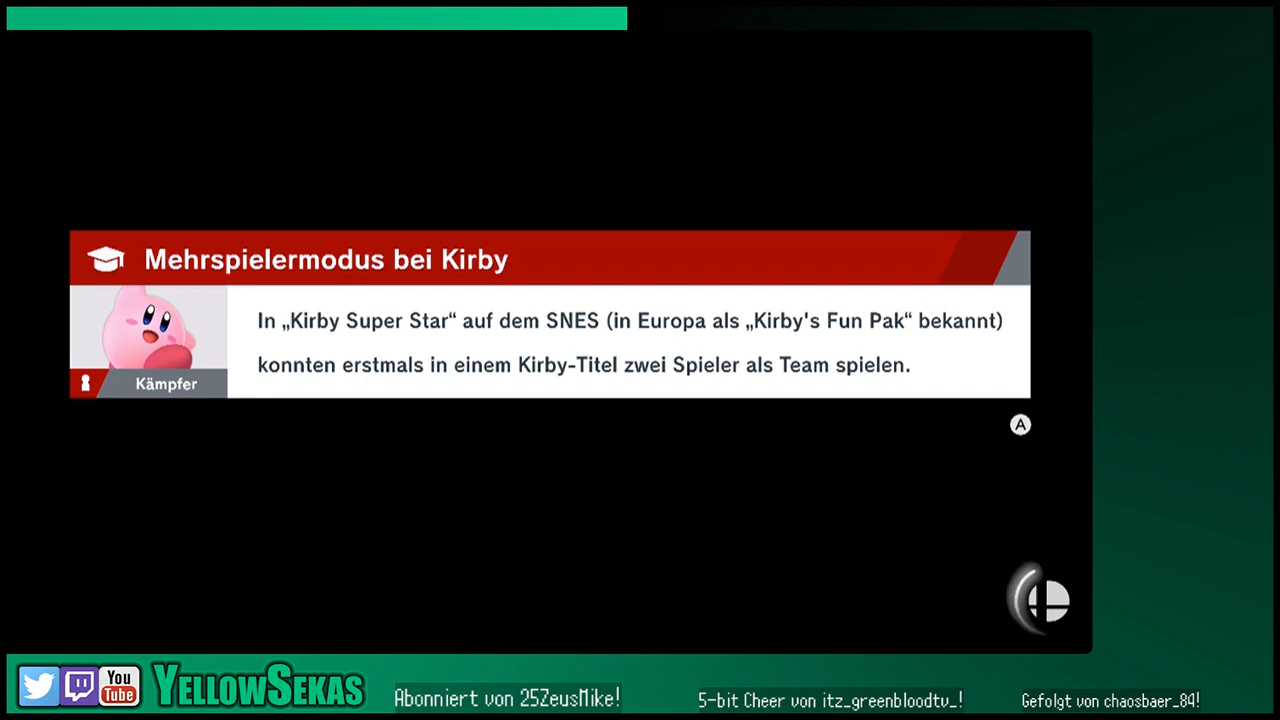 Mehrspielermodus bei Kirby
In „Kirby Super Star“ auf dem SNES (in Europa als „Kirby's Fun Pak“ bekannt)
konnten erstmals in einem Kirby-Titel zwei Spieler als Team spielen.
Kämpfer
A
You
Tube
YellowSekas
Abonniert von 25ZeusMike!
5-bit Cheer von itz_greenbloodtv_!
Gefolgt von chaosbaer_84!